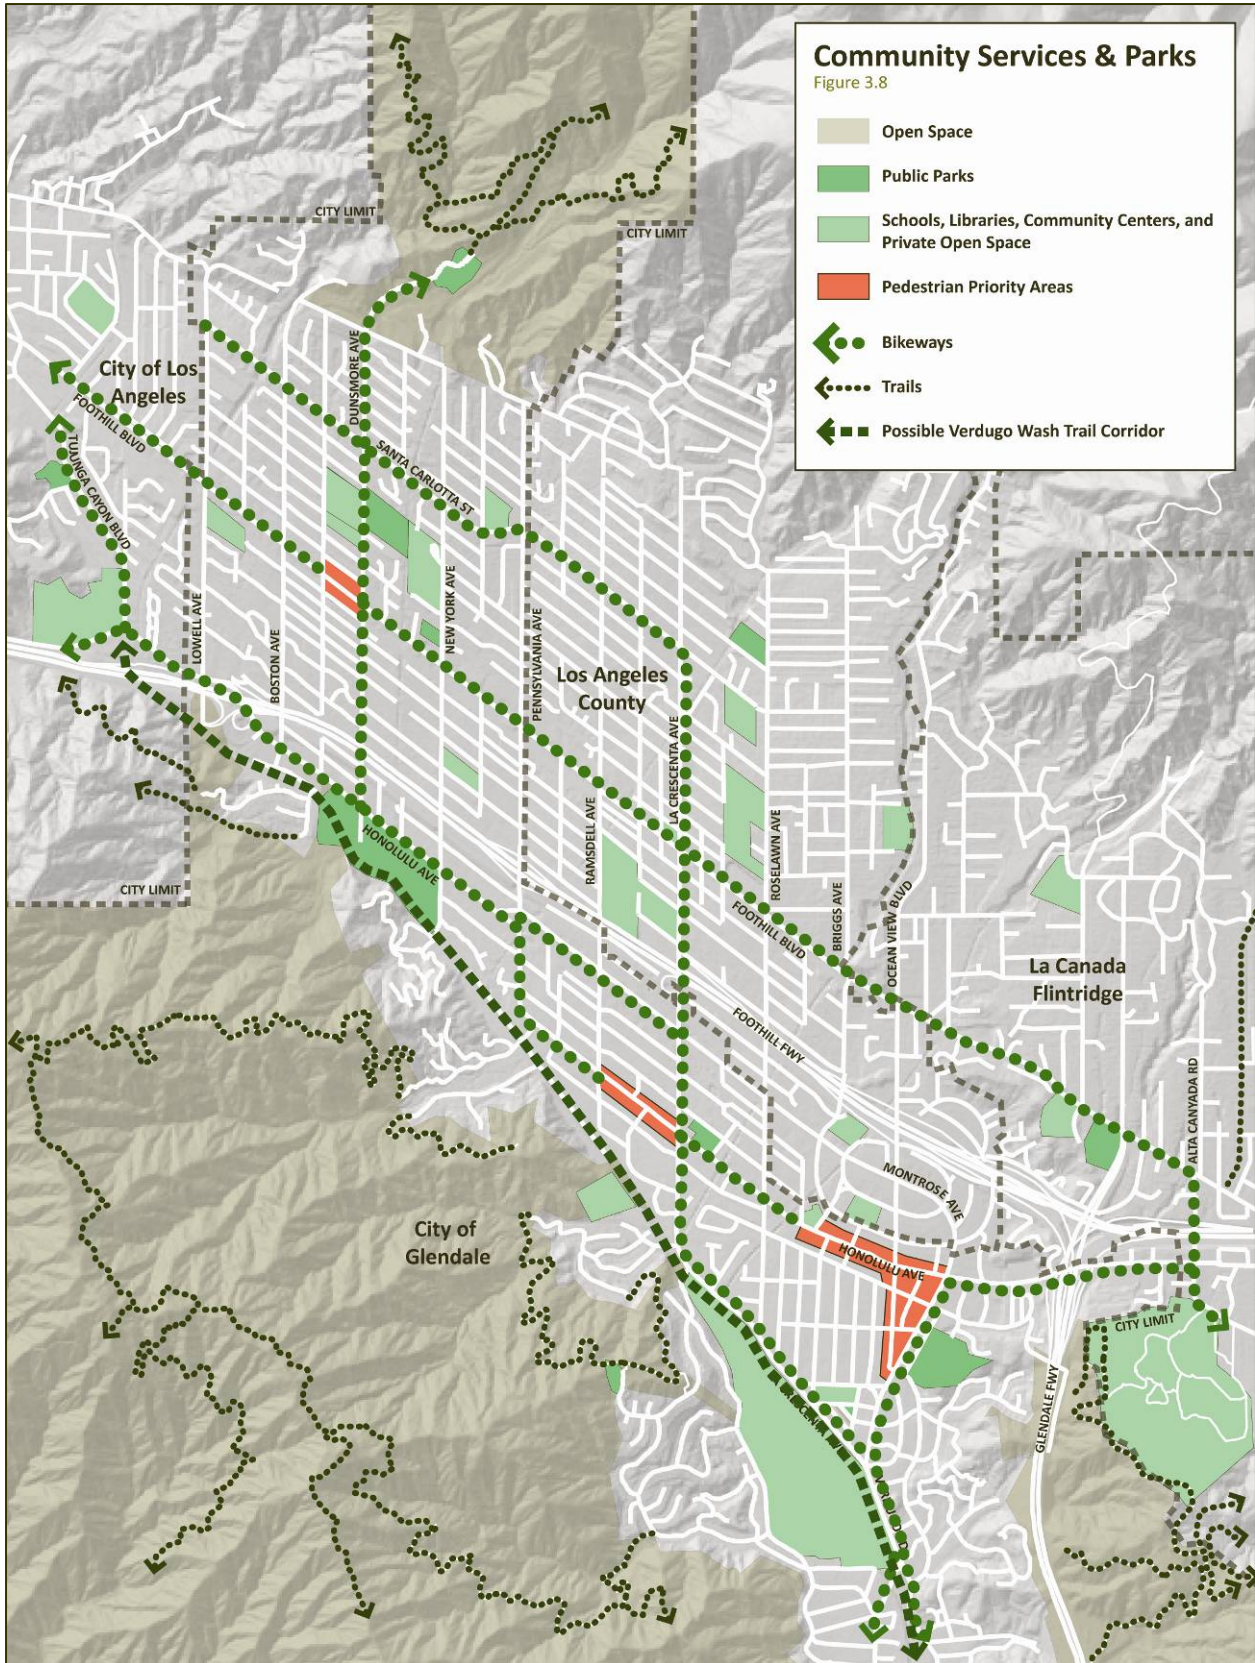 Community Services & Parks
Figure 3.8
Open Space
Public Parks
Schools, Libraries, Community Centers, and
Private Open Space
Pedestrian Priority Areas
Bikeways
Trails
Possible Verdugo Wash Trail Corridor
CITY LIMIT
CITY LIMIT
DUNSMORE AVE
City of Los
Angeles
FOOTHILL BLVD
SANTA CARLOTTA ST
TUJUNGA CAYON BLVD
LOWELL AVE
BOSTON AVE
NEW YORK AVE
PENNSYLVANIA AVE
Los Angeles
County
LA CRESCENTA AVE
RAMSDELL AVE
ROSELAWN AVE
HONOLULU AVE
CITY LIMIT
BRIGGS AVE
OCEAN VIEW BLVD
FOOTHILL BLVD
La Canada
Flintridge
FOOTHILL FWY
ALTA CANYADA RD
MONTROSE AVE
City of
Glendale
HONOLULU AVE
CITY LIMIT
GLENDALE FWY